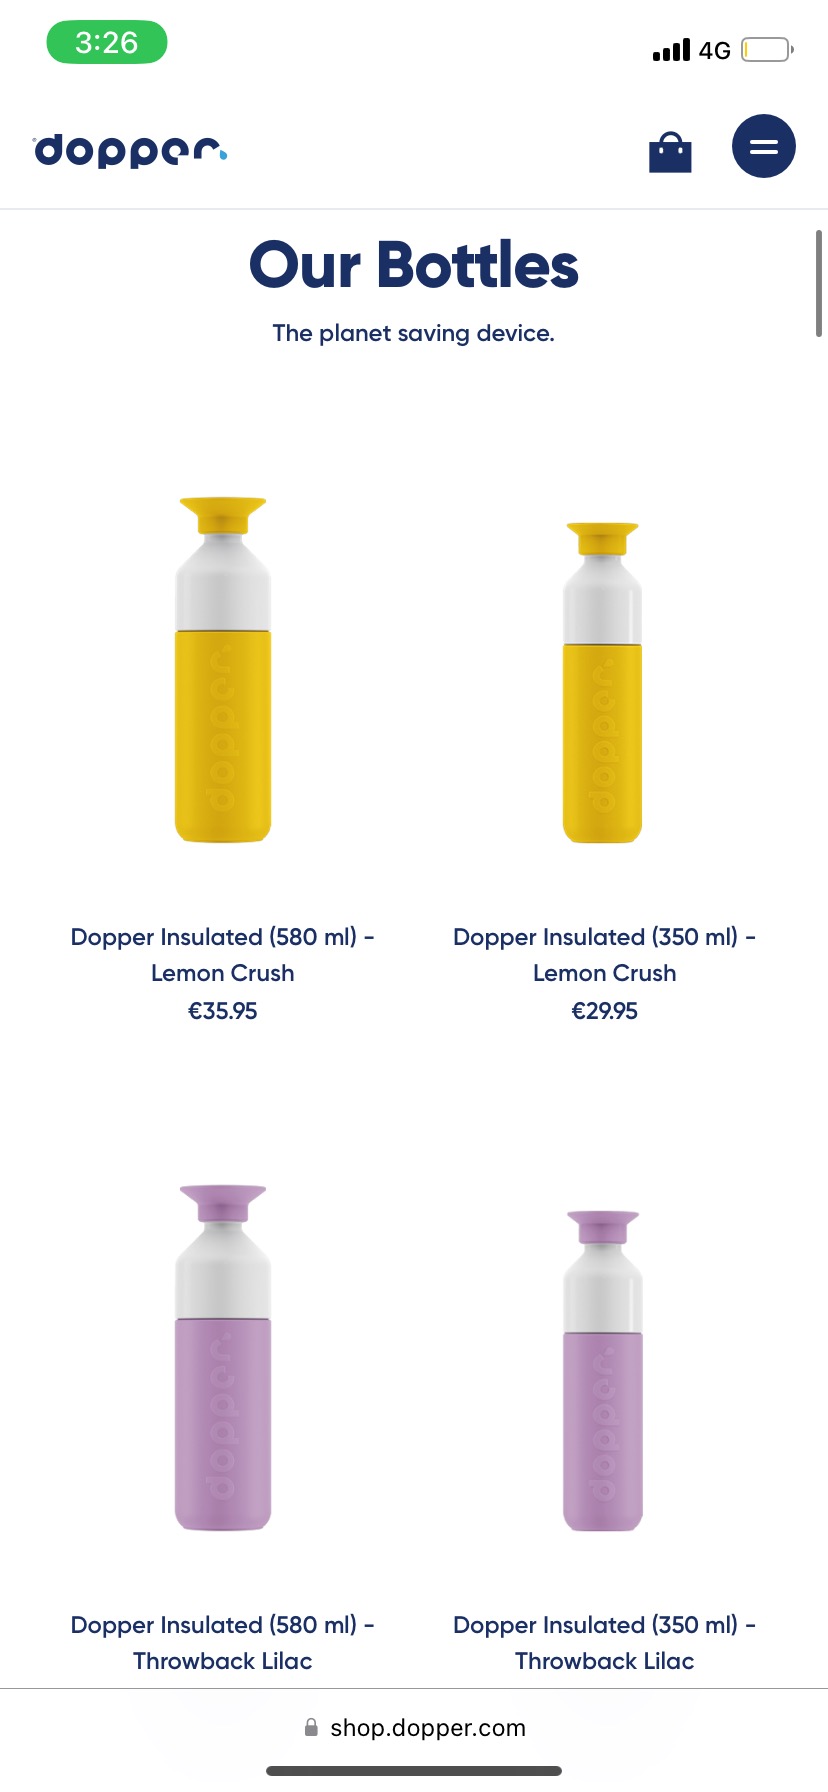 3:26
4G
dopper
Our Bottles
The planet saving device.
dopper
dopper
Dopper Insulated (580 ml) -
Lemon Crush
€35.95
Dopper Insulated (350 ml) -
Lemon Crush
€29.95
dopper
dopper
Dopper Insulated (580 ml) -
Throwback Lilac
Dopper Insulated (350 ml) -
Throwback Lilac
shop.dopper.com